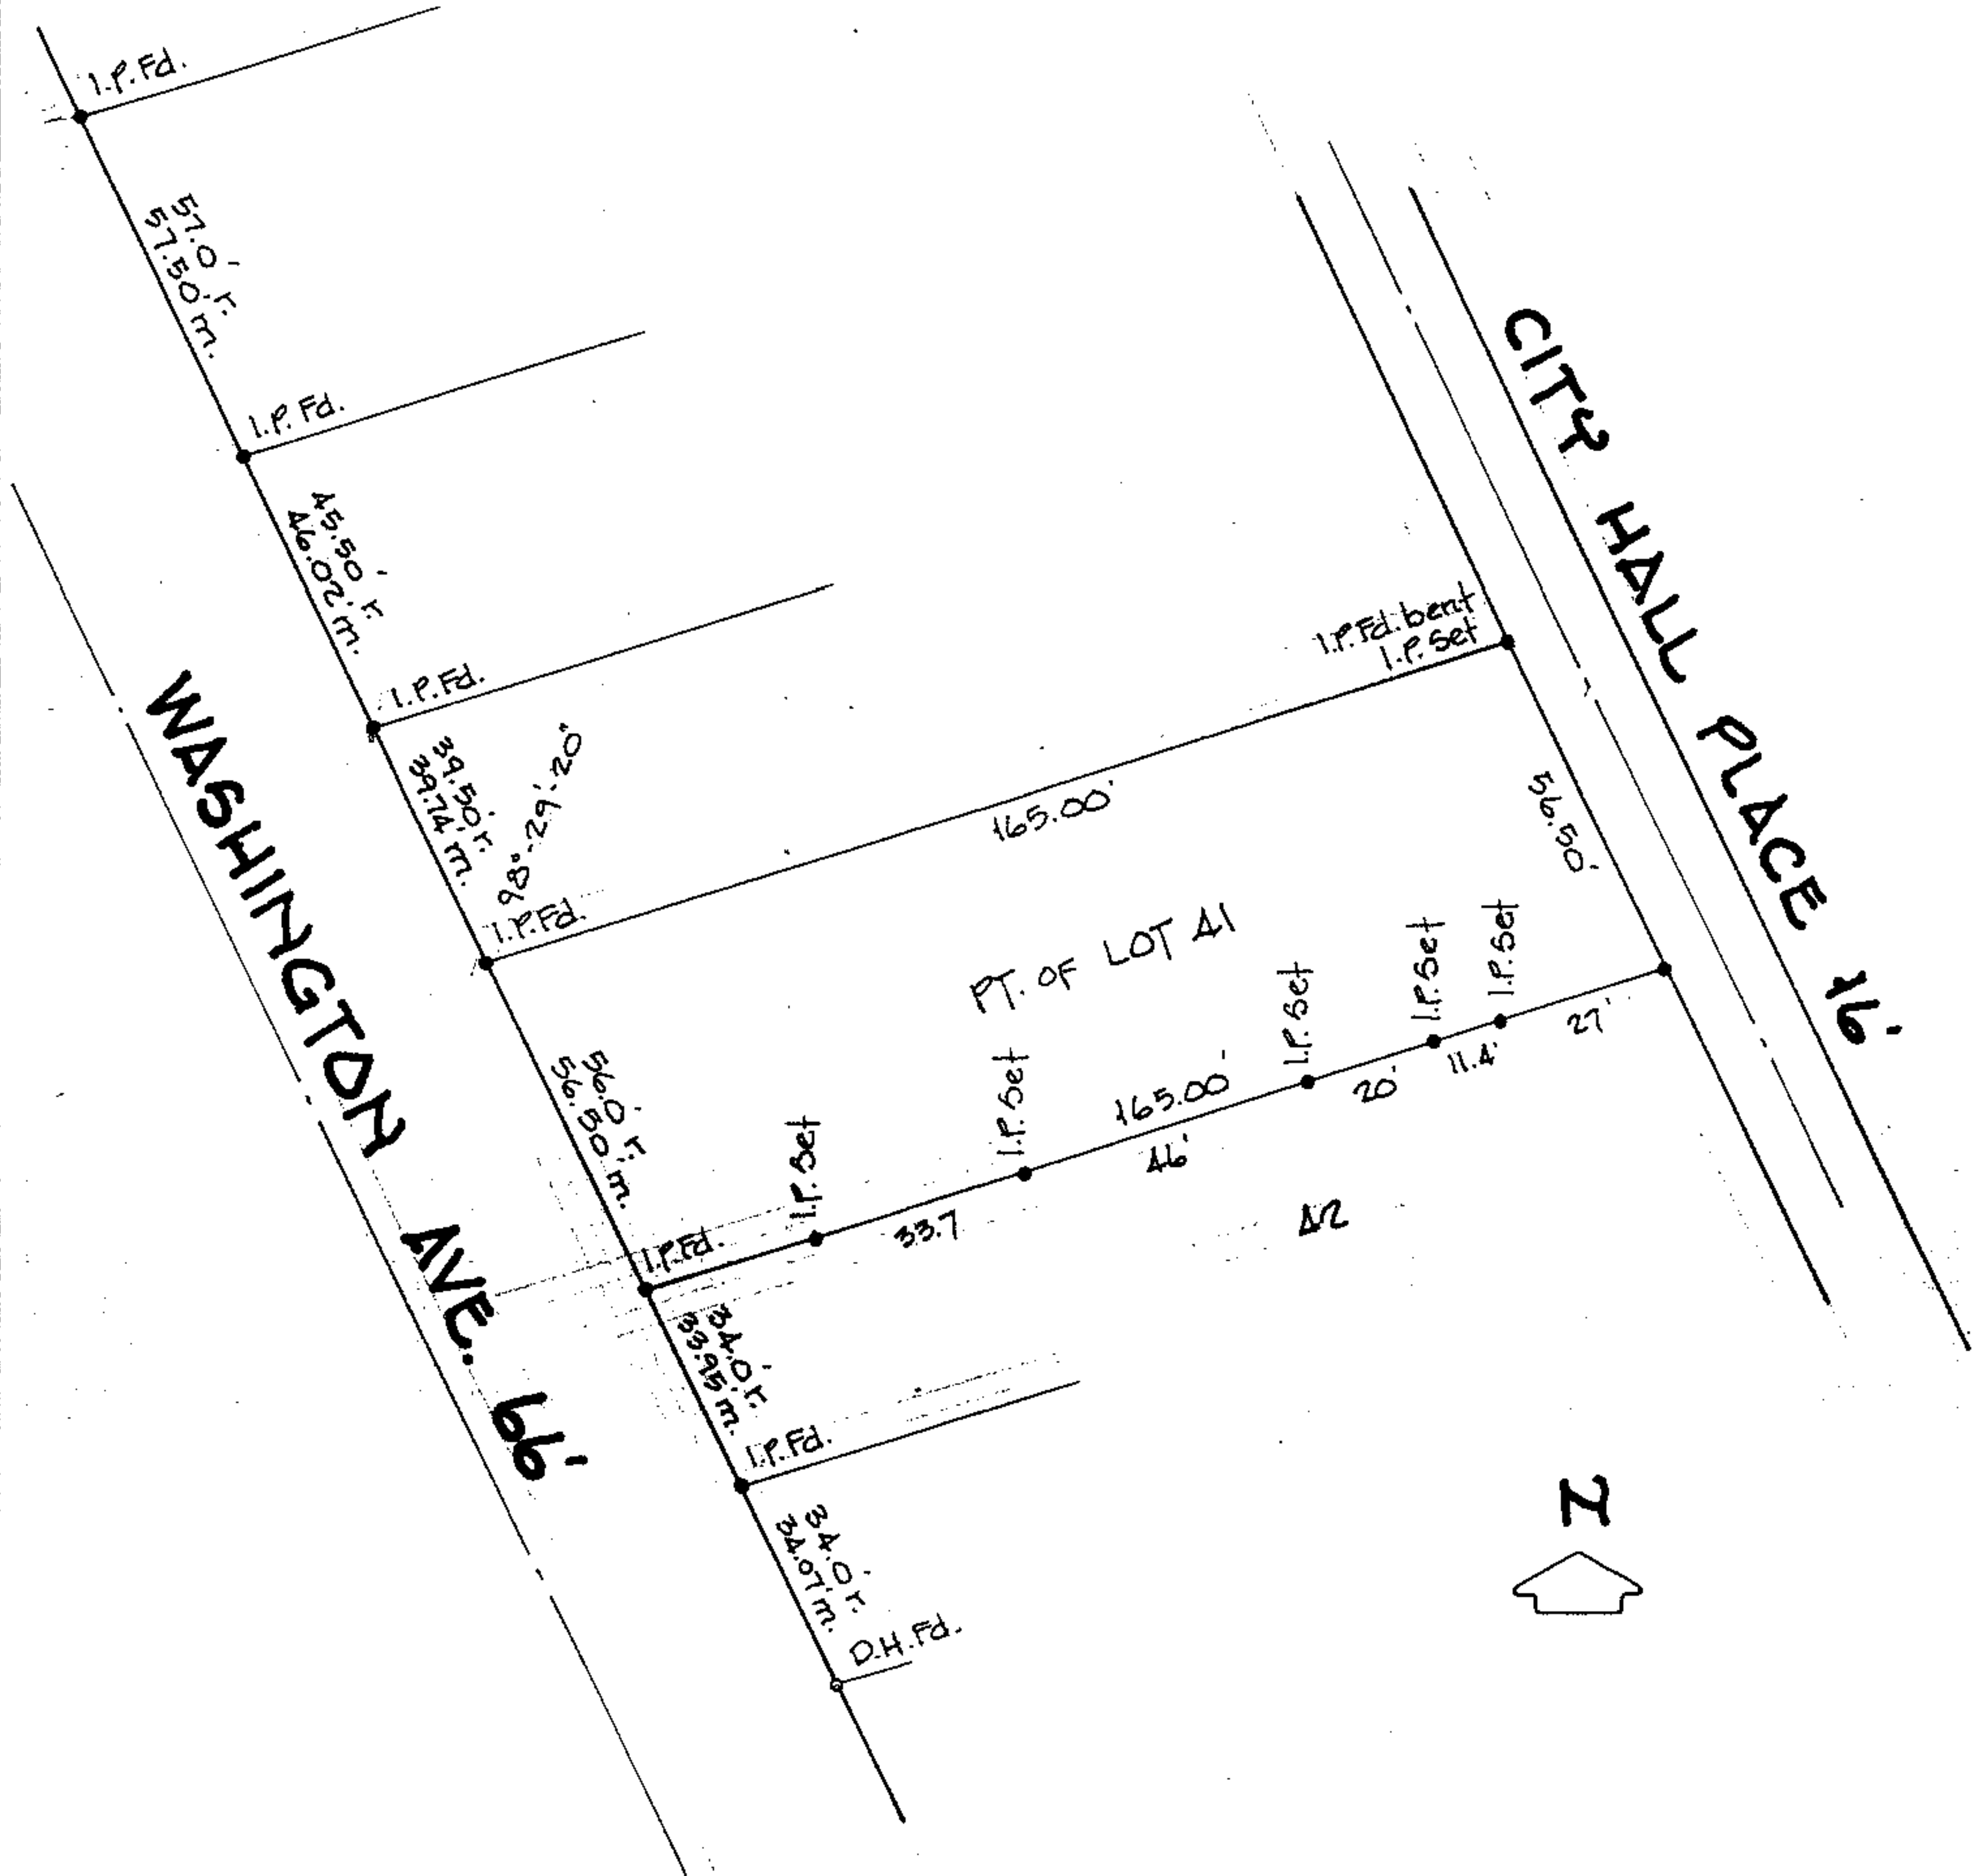 I.P. Fd.
57.0' r.
57.50' m.
I.P. Fd.
45.50' r.
46.02' m.
I.P. Fd.
39.50' r.
39.74' m.
98°-29'-20"
I.P. Fd.
165.00'
I.P. Fd. bent
I.P. Set
56.50'
CITY HALL PLACE 16'
PT. OF LOT 41
56.50' r.
56.50' m.
I.P. Fd.
I.P. Set
33.7
I.P. Set
165.00'
46'
I.P. Set
20'
I.P. Set
11.4'
I.P. Set
27'
42
WASHINGTON AVE. 66'
34.0' r.
33.95' m.
I.P. Fd.
34.0' r.
34.07' m.
D.H. Fd.
N